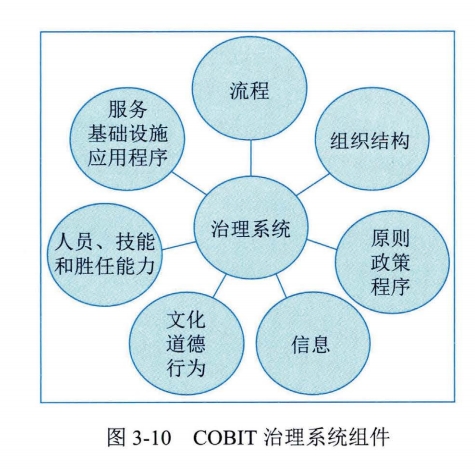 流程
组织结构
原则
政策
程序
信息
文化
道德
行为
人员、技能
和胜任能力
服务
基础设施
应用程序
治理系统
图 3-10 COBIT 治理系统组件